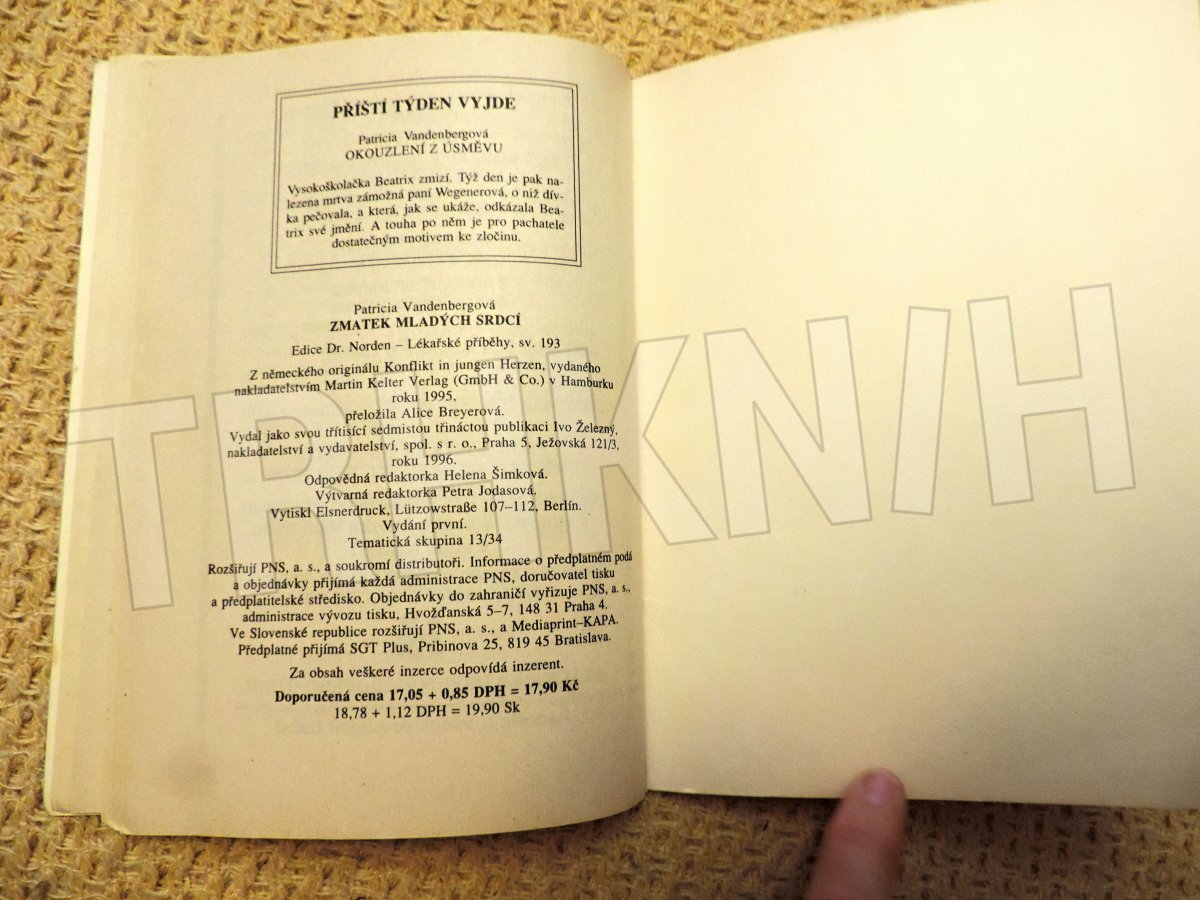 PŘÍŠTÍ TÝDEN VYJDE
Patricia Vandenbergová
OKOUZLENÍ Z ÚSMĚVU
Vysokoškolačka Beatrix zmizí. Týž den je pak na-
lezena mrtva zámožná paní Wegenerová, o niž dív-
ka pečovala, a která, jak se ukáže, odkázala Bea-
trix své jmění. A touha po něm je pro pachatele
dostatečným motivem ke zločinu.
Patricia Vandenbergová
ZMATEK MLADÝCH SRDCÍ
Edice Dr. Norden – Lékařské příběhy, sv. 193
Z německého originálu Konflikt in jungen Herzen, vydaného
nakladatelstvím Martin Kelter Verlag (GmbH & Co.) v Hamburku
roku 1995,
přeložila Alice Breyerová.
Vydal jako svou třítisící sedmistou třináctou publikaci Ivo Železný,
nakladatelství a vydavatelství, spol. s r. o., Praha 5, Ježovská 121/3,
roku 1996.
Odpovědná redaktorka Helena Šimková.
Výtvarná redaktorka Petra Jodasová.
Vytiskl Elsnerdruck, Lützowstraße 107–112, Berlín.
Vydání první.
Tematická skupina 13/34
Rozšiřují PNS, a. s., a soukromí distributoři. Informace o předplatném podá
a objednávky přijímá každá administrace PNS, doručovatel tisku
a předplatitelské středisko. Objednávky do zahraničí vyřizuje PNS, a. s.,
administrace vývozu tisku, Hvožďanská 5–7, 148 31 Praha 4.
Ve Slovenské republice rozšiřují PNS, a. s., a Mediaprint–KAPA.
Předplatné přijímá SGT Plus, Pribinova 25, 819 45 Bratislava.
Za obsah veškeré inzerce odpovídá inzerent.
Doporučená cena 17,05 + 0,85 DPH = 17,90 Kč
18,78 + 1,12 DPH = 19,90 Sk
TRHKNIH